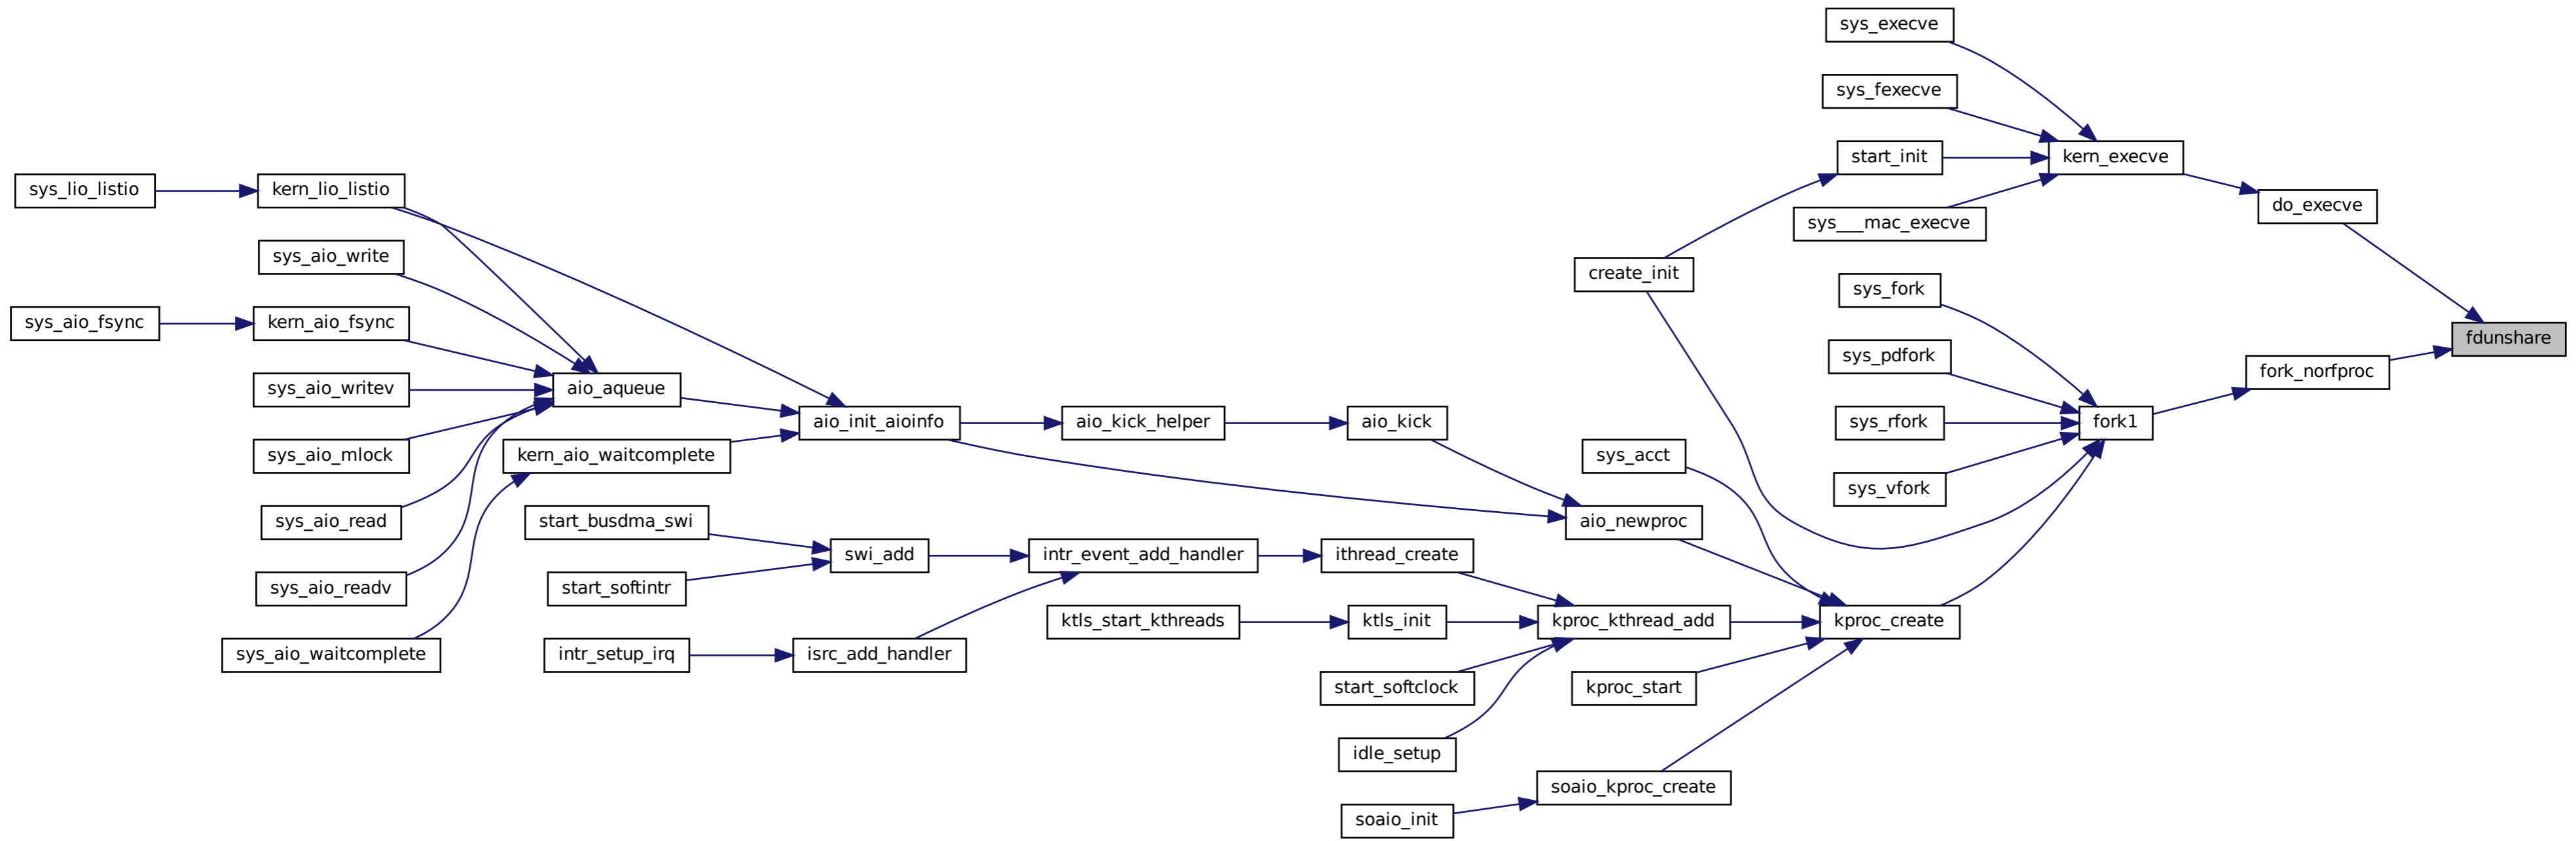 sys_execve
sys_fexecve
start_init
kern_execve
sys_lio_listio
kern_lio_listio
do_execve
sys___mac_execve
sys_aio_write
create_init
sys_fork
sys_aio_fsync
kern_aio_fsync
fdunshare
sys_pdfork
fork_norfproc
sys_aio_writev
aio_aqueue
aio_init_aioinfo
aio_kick_helper
aio_kick
sys_rfork
fork1
sys_aio_mlock
kern_aio_waitcomplete
sys_acct
sys_vfork
sys_aio_read
start_busdma_swi
aio_newproc
swi_add
intr_event_add_handler
ithread_create
sys_aio_readv
start_softintr
ktls_start_kthreads
ktls_init
kproc_kthread_add
kproc_create
sys_aio_waitcomplete
intr_setup_irq
isrc_add_handler
start_softclock
kproc_start
idle_setup
soaio_kproc_create
soaio_init